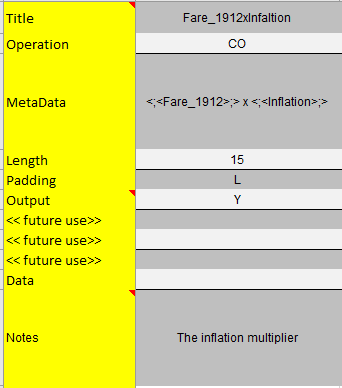 Title Fare_1912xInfaltion
Operation CO
MetaData <;<Fare_1912>;> x <;<Inflation>;>
Length 15
Padding L
Output Y
<< future use>>
<< future use>>
<< future use>>
Data
Notes The inflation multiplier